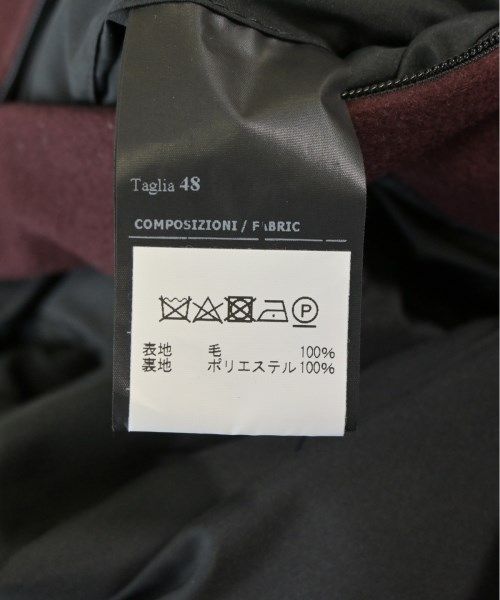 Taglia 48
COMPOSIZIONI / FABRIC
P
表地 毛 100%
裏地 ポリエステル 100%